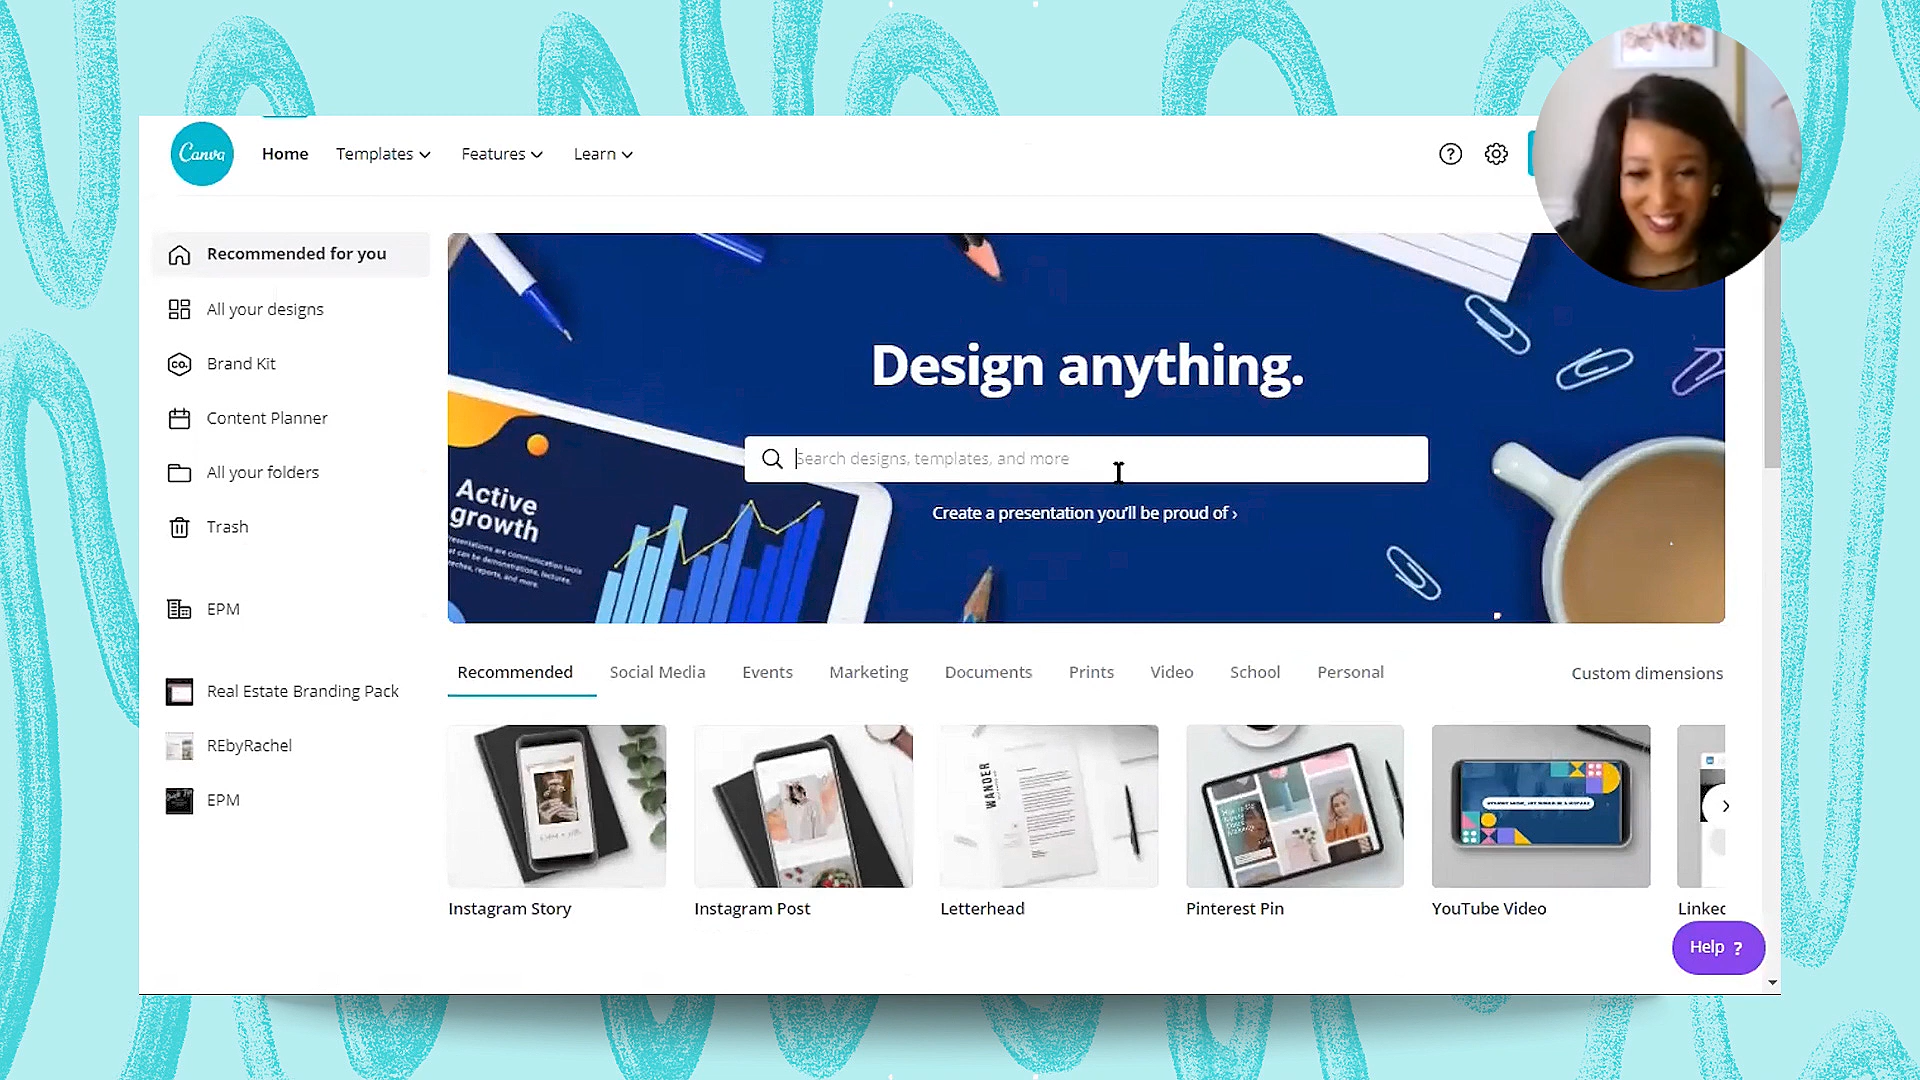 Canva
Home
Templates
Features
Learn
Recommended for you
All your designs
Brand Kit
CO.
Content Planner
All your folders
Trash
EPM
Real Estate Branding Pack
REbyRachel
EPM
Design anything.
Search designs, templates, and more
Create a presentation you'll be proud of ›
Active
growth
Recommended
Social Media
Events
Marketing
Documents
Prints
Video
School
Personal
Custom dimensions
WANDER
Instagram Story
Instagram Post
Letterhead
Pinterest Pin
YouTube Video
Linked
Help ?